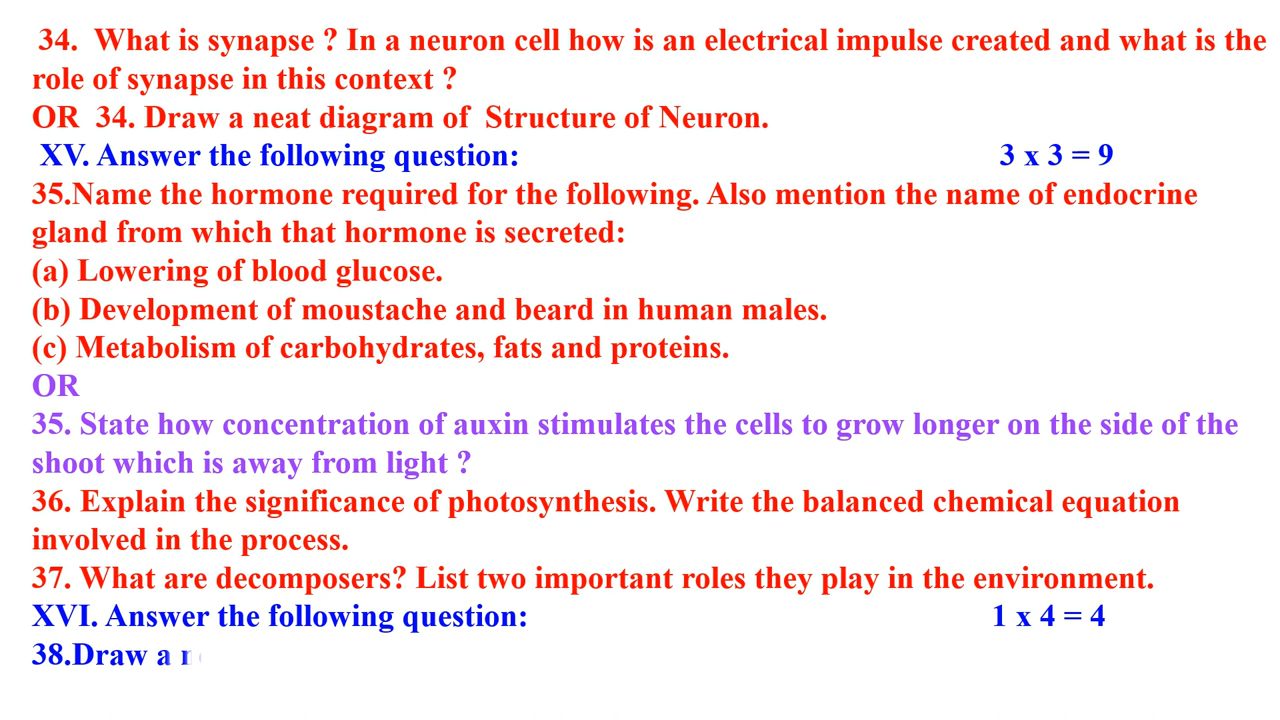 34. What is synapse ? In a neuron cell how is an electrical impulse created and what is the
role of synapse in this context ?
OR 34. Draw a neat diagram of Structure of Neuron.
XV. Answer the following question: 3 x 3 = 9
35.Name the hormone required for the following. Also mention the name of endocrine
gland from which that hormone is secreted:
(a) Lowering of blood glucose.
(b) Development of moustache and beard in human males.
(c) Metabolism of carbohydrates, fats and proteins.
OR
35. State how concentration of auxin stimulates the cells to grow longer on the side of the
shoot which is away from light ?
36. Explain the significance of photosynthesis. Write the balanced chemical equation
involved in the process.
37. What are decomposers? List two important roles they play in the environment.
XVI. Answer the following question: 1 x 4 = 4
38.Draw a